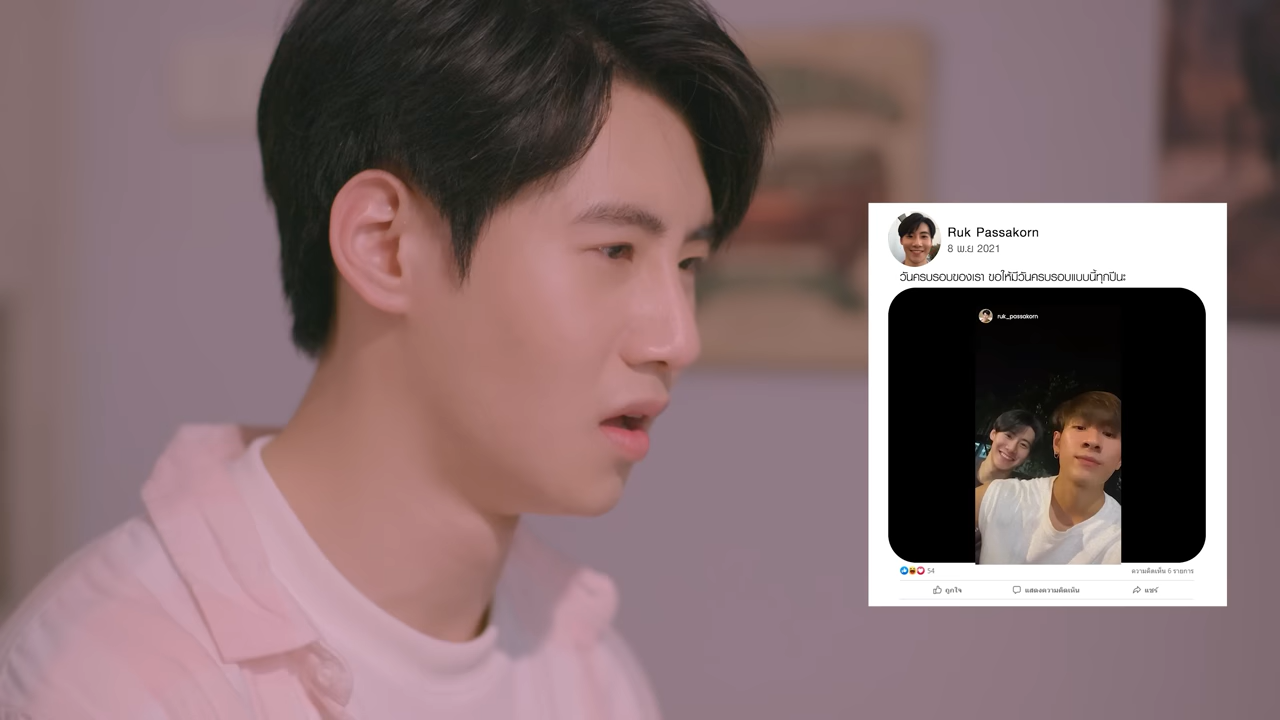 Ruk Passakorn
8 พ.ย 2021
วันครบรอบของเรา ขอให้มีวันครบรอบแบบนี้ทุกปีนะ
ruk_passakorn
54
ความคิดเห็น 6 รายการ
ถูกใจ
แสดงความคิดเห็น
แชร์